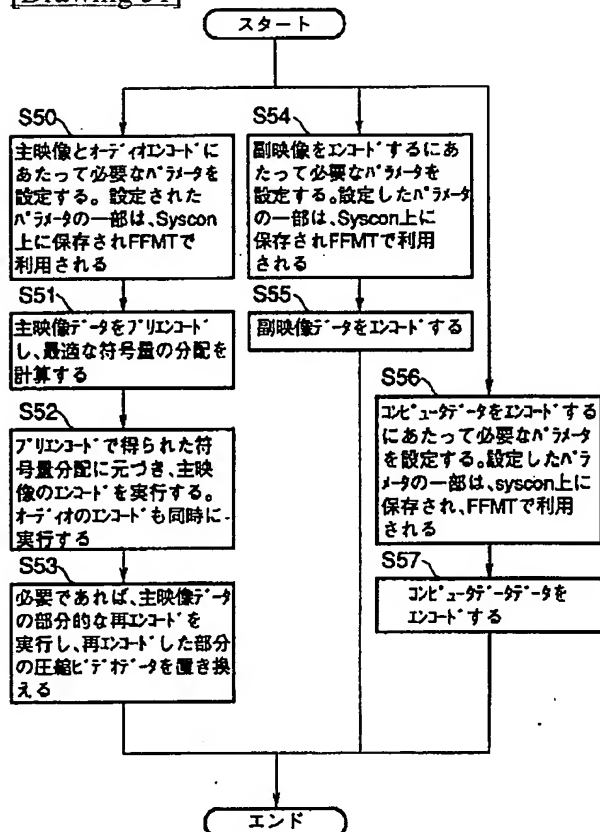 [Drawing 31]
スタート
S50
主映像とオーディオエンコードに
あたって必要なパラメータを
設定する。設定された
パラメータの一部は、Syscon
上に保存されFFMTで
利用される
S51
主映像データをプリエンコード
し、最適な符号量の分配を
計算する
S52
プリエンコードで得られた符
号量分配に元づき、主映
像のエンコードを実行する。
オーディオのエンコードも同時に
実行する
S53
必要であれば、主映像データ
の部分的な再エンコードを
実行し、再エンコードした部分
の圧縮ビデオデータを置き換
える
S54
副映像をエンコードするにあ
たって必要なパラメータを
設定する。設定したパラメータ
の一部は、Syscon上に
保存されFFMTで利用
される
S55
副映像データをエンコードする
S56
コンピュータデータをエンコードする
にあたって必要なパラメータ
を設定する。設定したパラ
メータの一部は、syscon上に
保存され、FFMTで利用
される
S57
コンピュータデータデータを
エンコードする
エンド